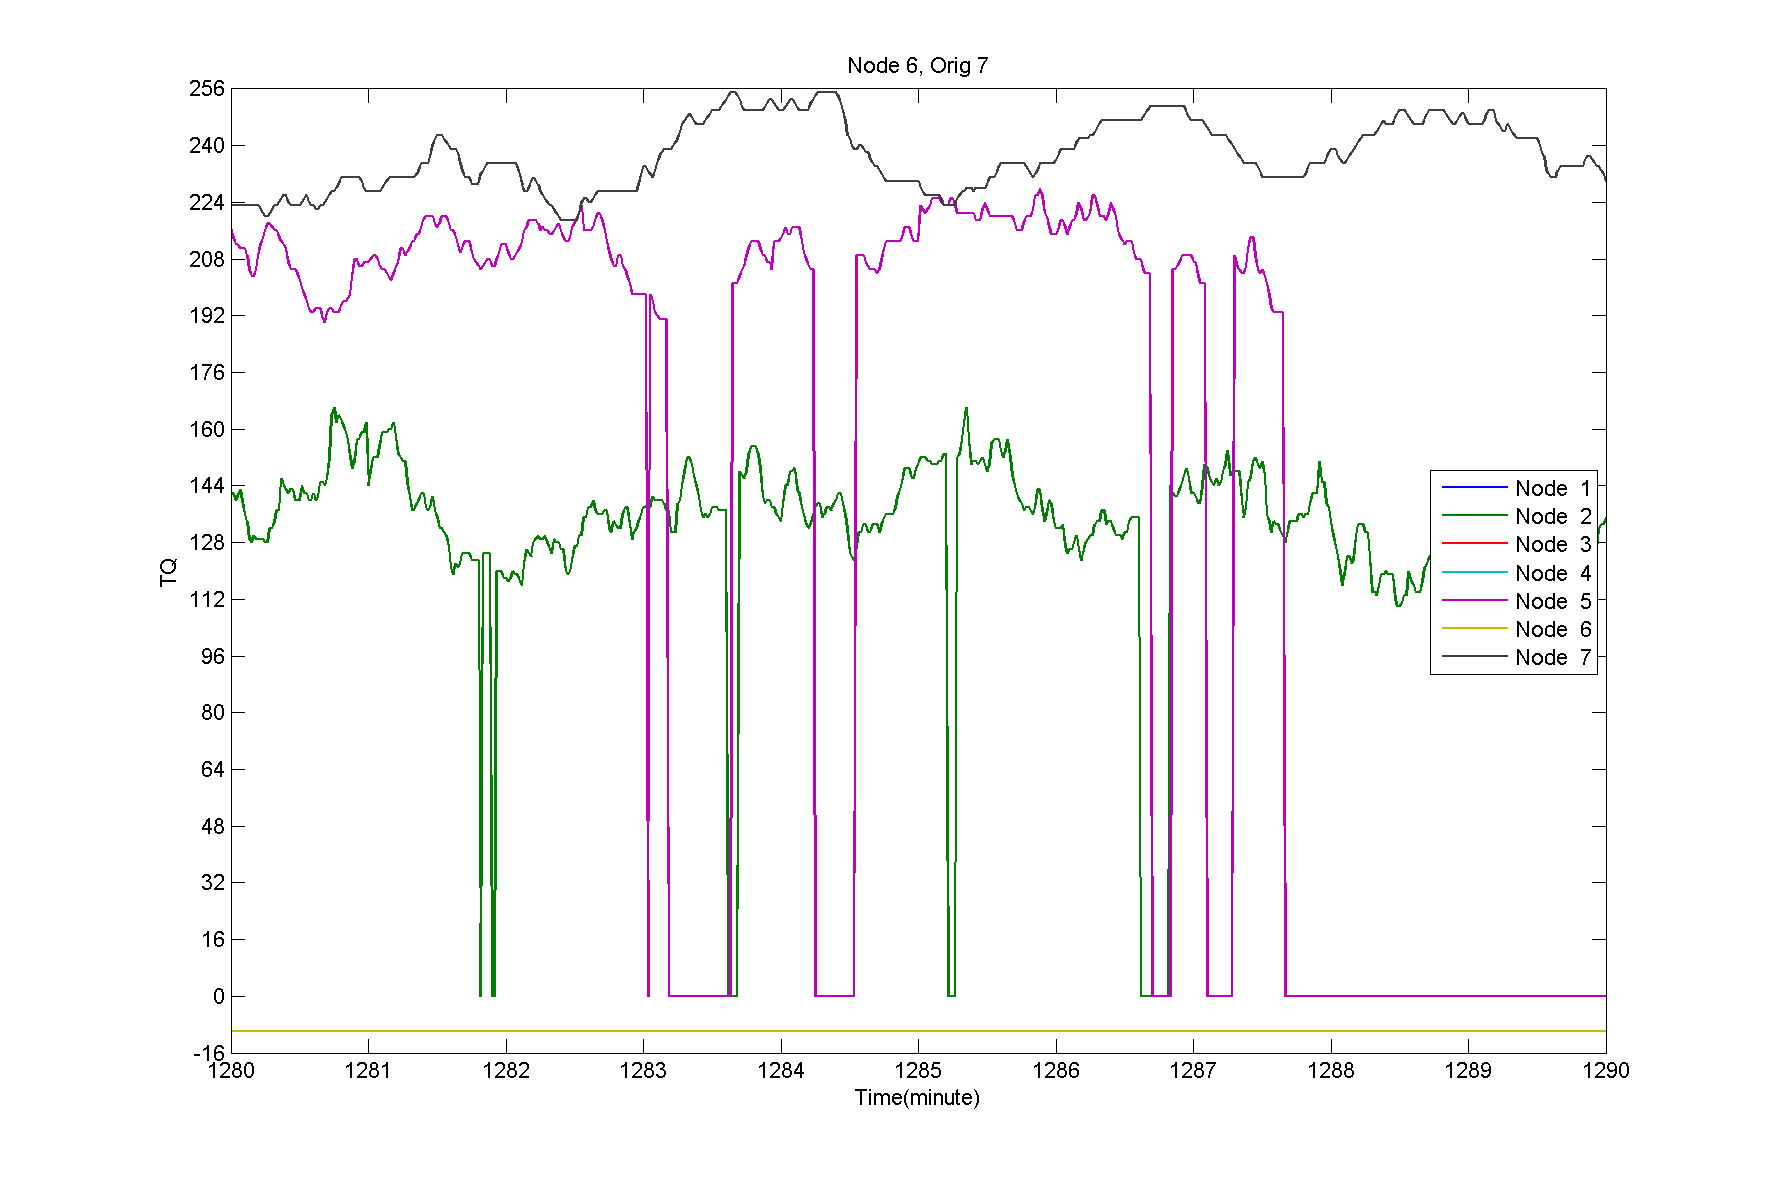 Node 6, Orig 7
256
240
224
208
192
176
160
144
128
112
96
80
64
48
32
16
0
-16
TQ
1280 1281 1282 1283 1284 1285 1286 1287 1288 1289 1290
Time(minute)
Node 1
Node 2
Node 3
Node 4
Node 5
Node 6
Node 7